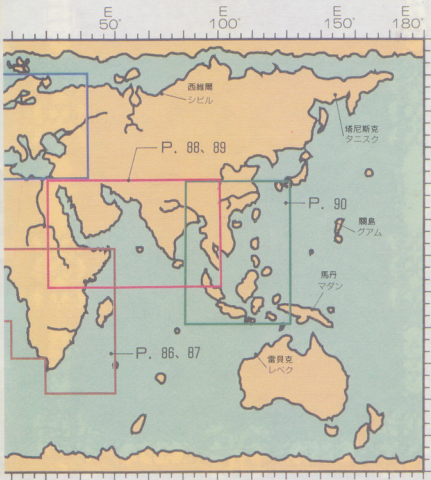 E
50°
E
100°
E
150°
E
180°
西維爾
シビル
P. 88、89
塔尼斯克
タニスク
P. 90
關島
グアム
馬丹
マタン
P. 86、87
雷貝克
レベク